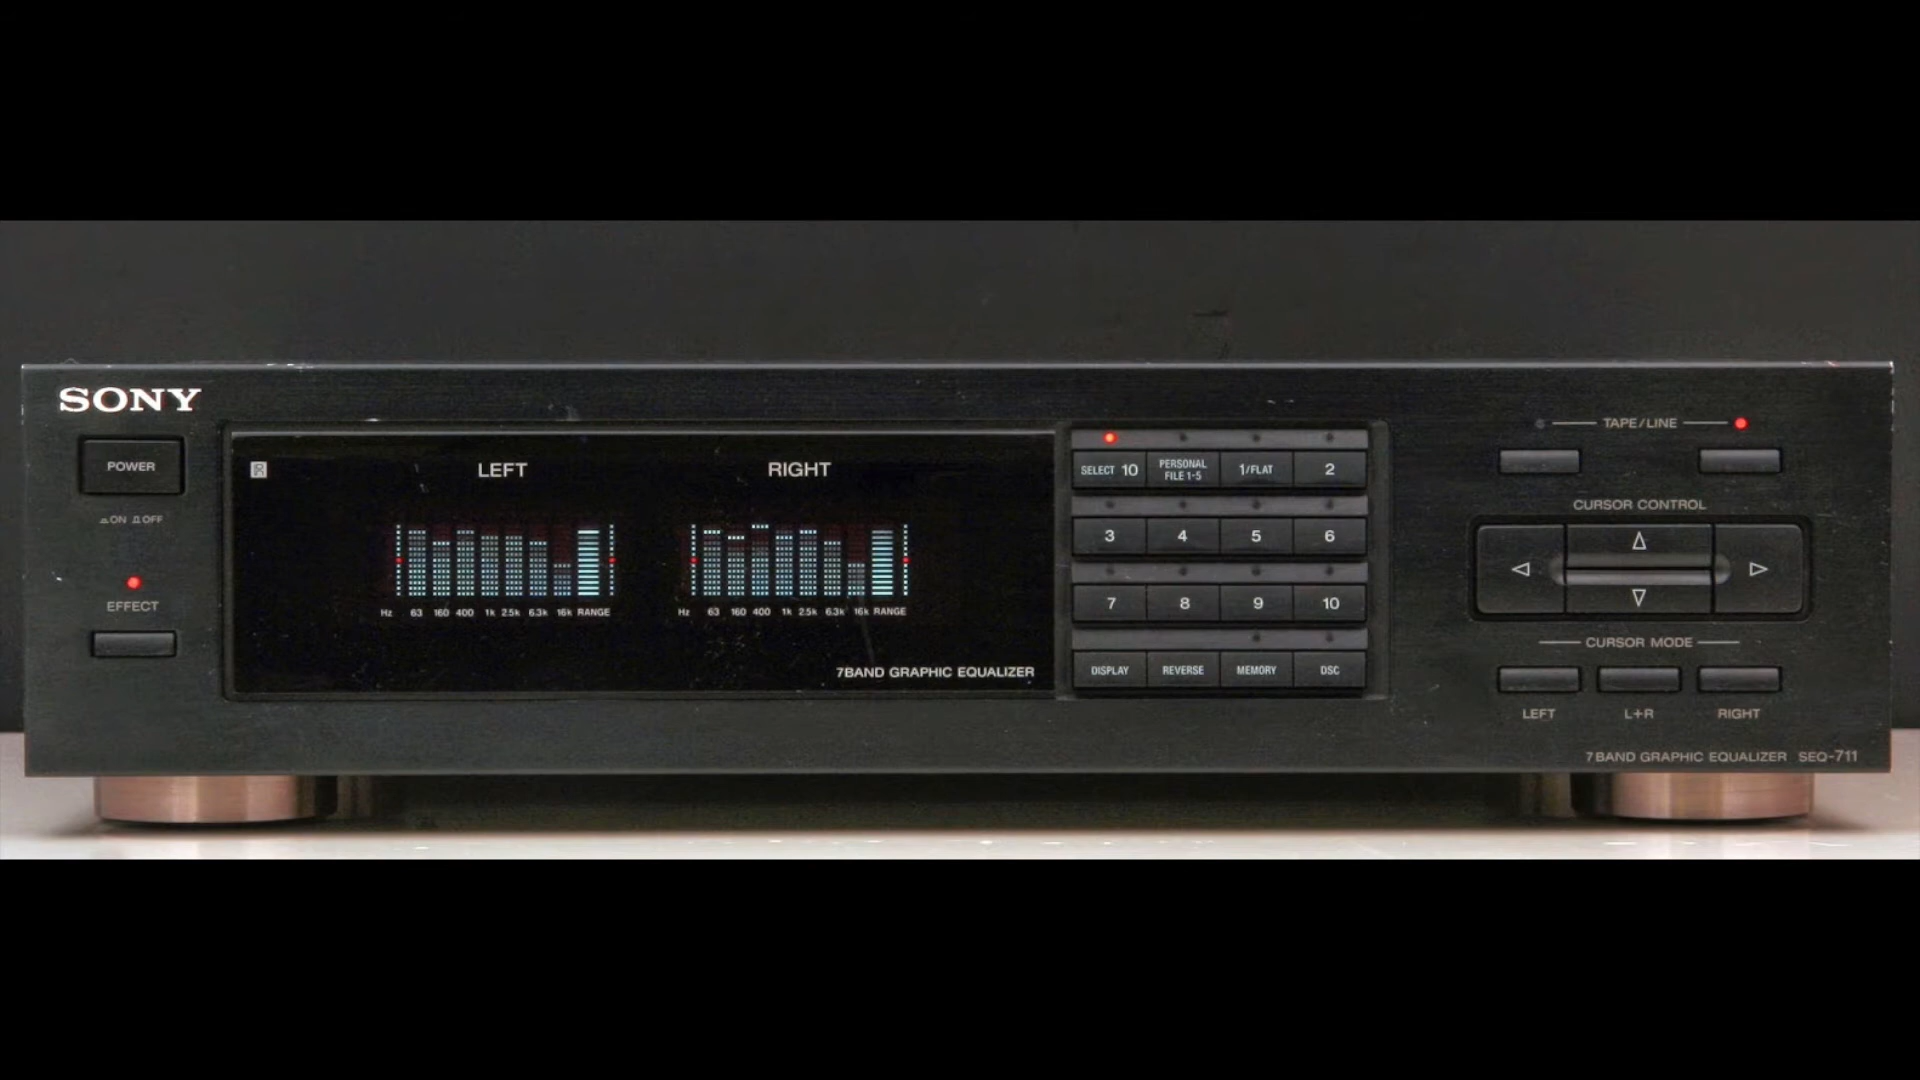 SONY
POWER
ON OFF
EFFECT
R
LEFT
RIGHT
Hz 63 160 400 1k 2.5k 6.3k 16k RANGE
Hz 63 160 400 1k 2.5k 6.3k 16k RANGE
7BAND GRAPHIC EQUALIZER
SELECT 10
PERSONAL
FILE 1-5
1/FLAT
2
3
4
5
6
7
8
9
10
DISPLAY
REVERSE
MEMORY
DSC
TAPE/LINE
CURSOR CONTROL
CURSOR MODE
LEFT
L+R
RIGHT
7 BAND GRAPHIC EQUALIZER SEQ-711